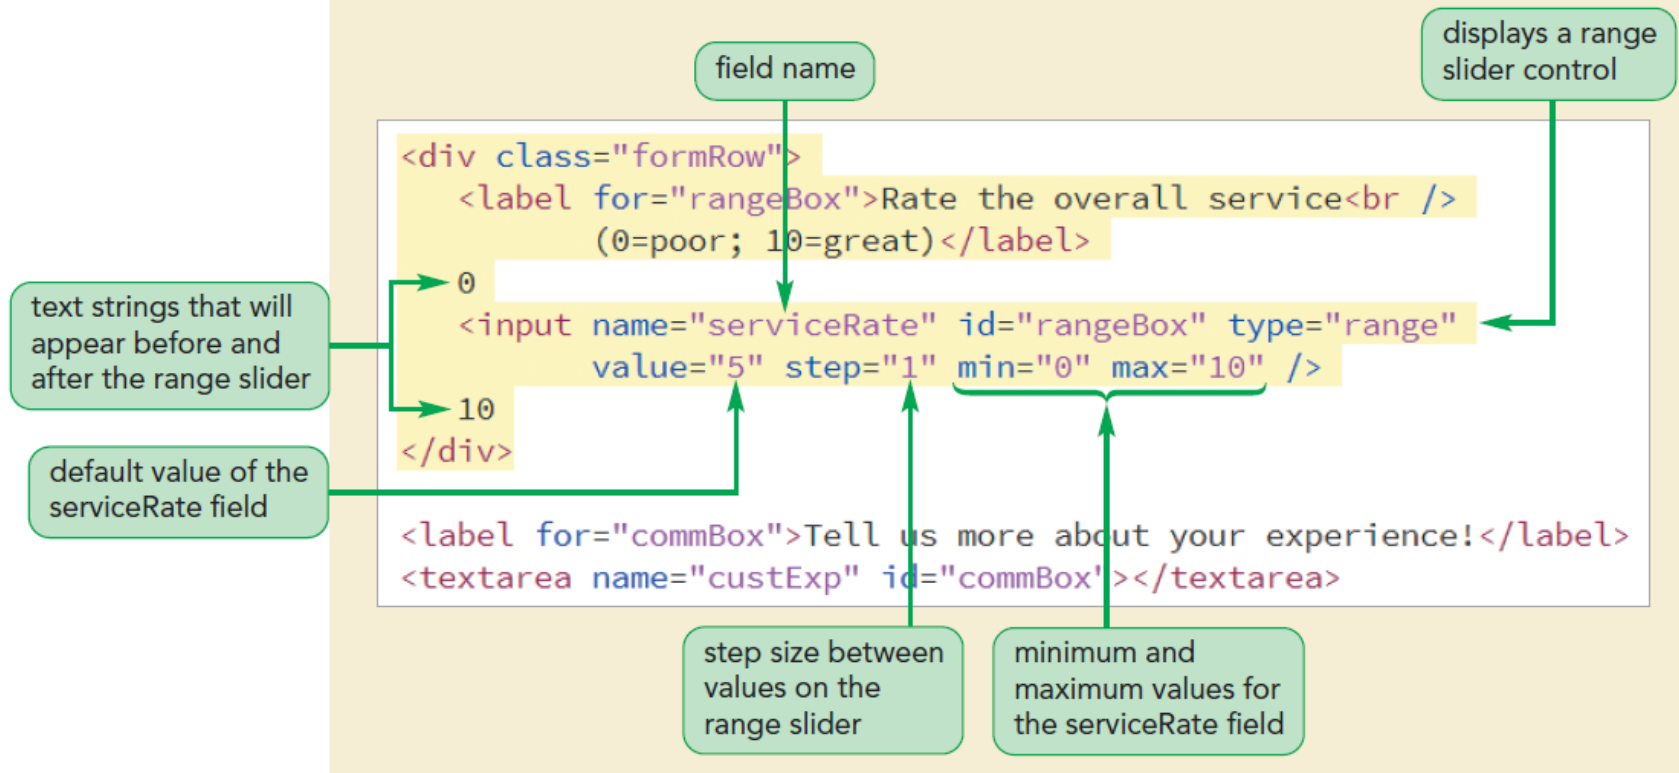 field name
displays a range
slider control
<div class="formRow">
<label for="rangeBox">Rate the overall service<br />
(0=poor; 10=great)</label>
0
<input name="serviceRate" id="rangeBox" type="range"
value="5" step="1" min="0" max="10" />
10
</div>
text strings that will
appear before and
after the range slider
default value of the
serviceRate field
<label for="commBox">Tell us more about your experience!</label>
<textarea name="custExp" id="commBox"></textarea>
step size between
values on the
range slider
minimum and
maximum values for
the serviceRate field